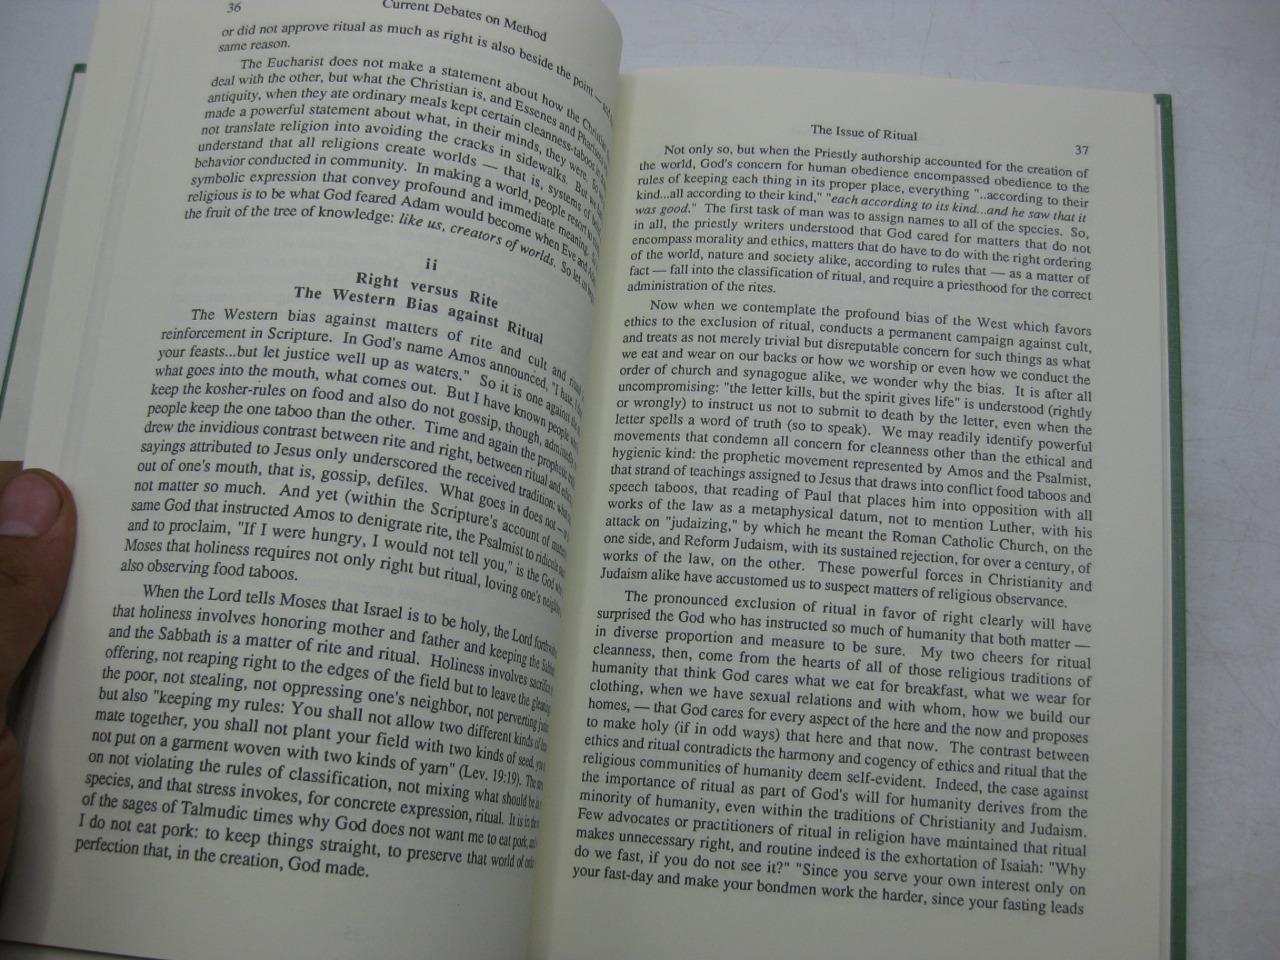 36
Current Debates on Method
or did not approve ritual as much as right is also beside the point — and
same reason.
The Eucharist does not make a statement about how the Christian
deal with the other, but what the Christian is, and Essenes and Pharisees
antiquity, when they ate ordinary meals kept certain cleanness-taboos
made a powerful statement about what, in their minds, they were. So
not translate religion into avoiding the cracks in sidewalks. But we
understand that all religions create worlds — that is, systems of
behavior conducted in community. In making a world, people resort to
symbolic expression that convey profound and immediate meaning. So
religious is to be what God feared Adam would become when Eve and
the fruit of the tree of knowledge: like us, creators of worlds. So let us
ii
Right versus Rite
The Western Bias against Ritual
The Western bias against matters of rite and cult and
reinforcement in Scripture. In God's name Amos announced, "I hate,
your feasts...but let justice well up as waters." So it is one against the
what goes into the mouth, what comes out. But I have known people who
keep the kosher-rules on food and also do not gossip, though, admittedly
people keep the one taboo than the other. Time and again the prophetic
drew the invidious contrast between rite and right, between ritual and
sayings attributed to Jesus only underscored the received tradition: what
out of one's mouth, that is, gossip, defiles. What goes in does not —
not matter so much. And yet (within the Scripture's account of matters
same God that instructed Amos to denigrate rite, the Psalmist to ridicule
and to proclaim, "If I were hungry, I would not tell you," is the God who
Moses that holiness requires not only right but ritual, loving one's neighbor
also observing food taboos.
When the Lord tells Moses that Israel is to be holy, the Lord forthwith
that holiness involves honoring mother and father and keeping the Sabbath
and the Sabbath is a matter of rite and ritual. Holiness involves
offering, not reaping right to the edges of the field but to leave the gleanings
the poor, not stealing, not oppressing one's neighbor, not perverting justice
but also "keeping my rules: You shall not allow two different kinds of
mate together, you shall not plant your field with two kinds of seed, you
not put on a garment woven with two kinds of yarn" (Lev. 19:19). The
on not violating the rules of classification, not mixing what should be
species, and that stress invokes, for concrete expression, ritual. It is
of the sages of Talmudic times why God does not want me to eat pork,
I do not eat pork: to keep things straight, to preserve that world of
perfection that, in the creation, God made.
The Issue of Ritual
37
Not only so, but when the Priestly authorship accounted for the creation of
the world, God's concern for human obedience encompassed obedience to the
rules of keeping each thing in its proper place, everything "..according to their
kind...all according to their kind," "each according to its kind...and he saw that it
was good." The first task of man was to assign names to all of the species. So,
in all, the priestly writers understood that God cared for matters that do not
encompass morality and ethics, matters that do have to do with the right ordering
of the world, nature and society alike, according to rules that — as a matter of
fact — fall into the classification of ritual, and require a priesthood for the correct
administration of the rites.
Now when we contemplate the profound bias of the West which favors
ethics to the exclusion of ritual, conducts a permanent campaign against cult,
and treats as not merely trivial but disreputable concern for such things as what
we eat and wear on our backs or how we worship or even how we conduct the
order of church and synagogue alike, we wonder why the bias. It is after all
uncompromising: "the letter kills, but the spirit gives life" is understood (rightly
or wrongly) to instruct us not to submit to death by the letter, even when the
letter spells a word of truth (so to speak). We may readily identify powerful
movements that condemn all concern for cleanness other than the ethical and
hygienic kind: the prophetic movement represented by Amos and the Psalmist,
that strand of teachings assigned to Jesus that draws into conflict food taboos and
speech taboos, that reading of Paul that places him into opposition with all
works of the law as a metaphysical datum, not to mention Luther, with his
attack on "judaizing," by which he meant the Roman Catholic Church, on the
one side, and Reform Judaism, with its sustained rejection, for over a century, of
works of the law, on the other. These powerful forces in Christianity and
Judaism alike have accustomed us to suspect matters of religious observance.
The pronounced exclusion of ritual in favor of right clearly will have
surprised the God who has instructed so much of humanity that both matter —
in diverse proportion and measure to be sure. My two cheers for ritual
cleanness, then, come from the hearts of all of those religious traditions of
humanity that think God cares what we eat for breakfast, what we wear for
clothing, when we have sexual relations and with whom, how we build our
homes, — that God cares for every aspect of the here and the now and proposes
to make holy (if in odd ways) that here and that now. The contrast between
ethics and ritual contradicts the harmony and cogency of ethics and ritual that the
religious communities of humanity deem self-evident. Indeed, the case against
the importance of ritual as part of God's will for humanity derives from the
minority of humanity, even within the traditions of Christianity and Judaism.
Few advocates or practitioners of ritual in religion have maintained that ritual
makes unnecessary right, and routine indeed is the exhortation of Isaiah: "Why
do we fast, if you do not see it?" "Since you serve your own interest only on
your fast-day and make your bondmen work the harder, since your fasting leads